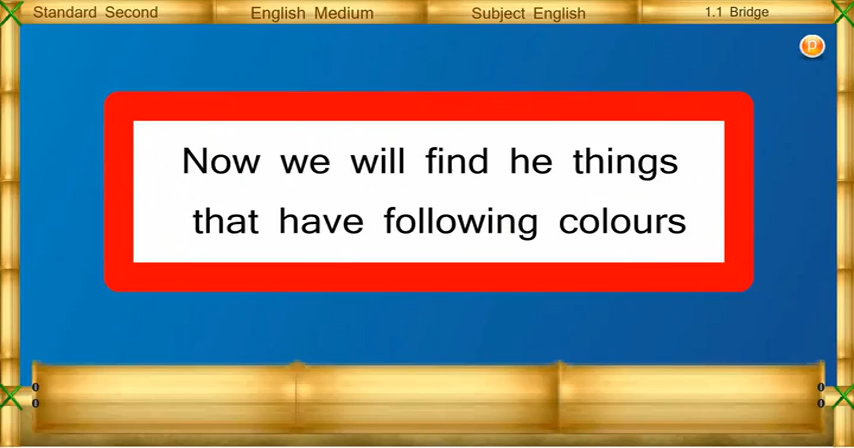 Standard Second English Medium Subject English 1.1 Bridge
p
Now we will find he things
that have following colours